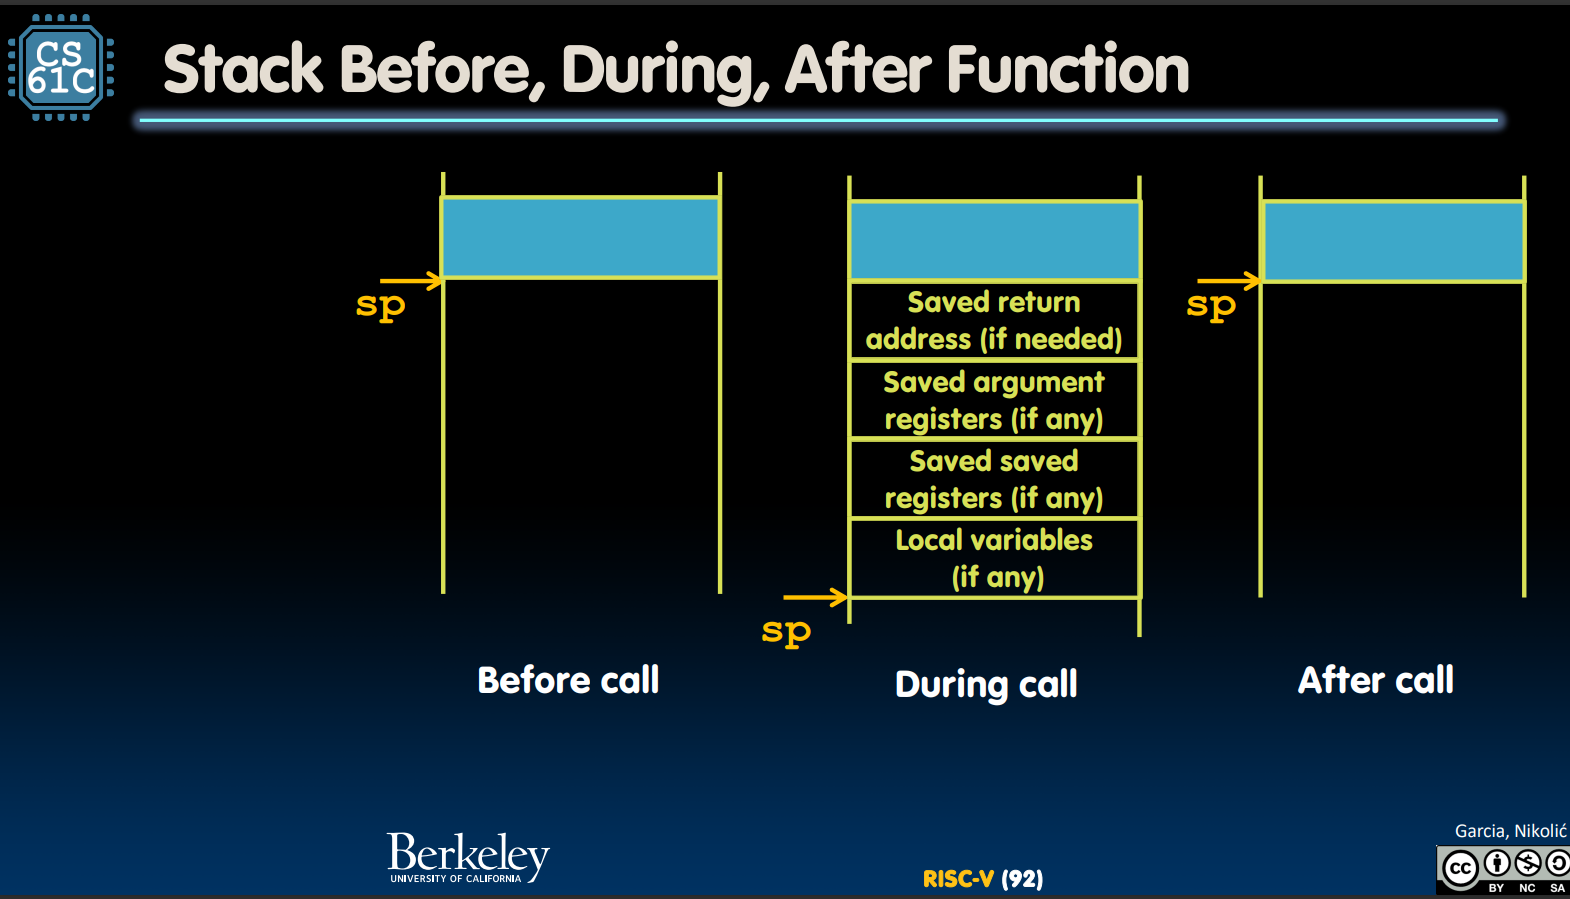 CS
61C
Stack Before, During, After Function
sp
Saved return
address (if needed)
Saved argument
registers (if any)
Saved saved
registers (if any)
Local variables
(if any)
sp
sp
Before call
During call
After call
Berkeley
UNIVERSITY OF CALIFORNIA
RISC-V (92)
Garcia, Nikolić
cc
BY NC SA